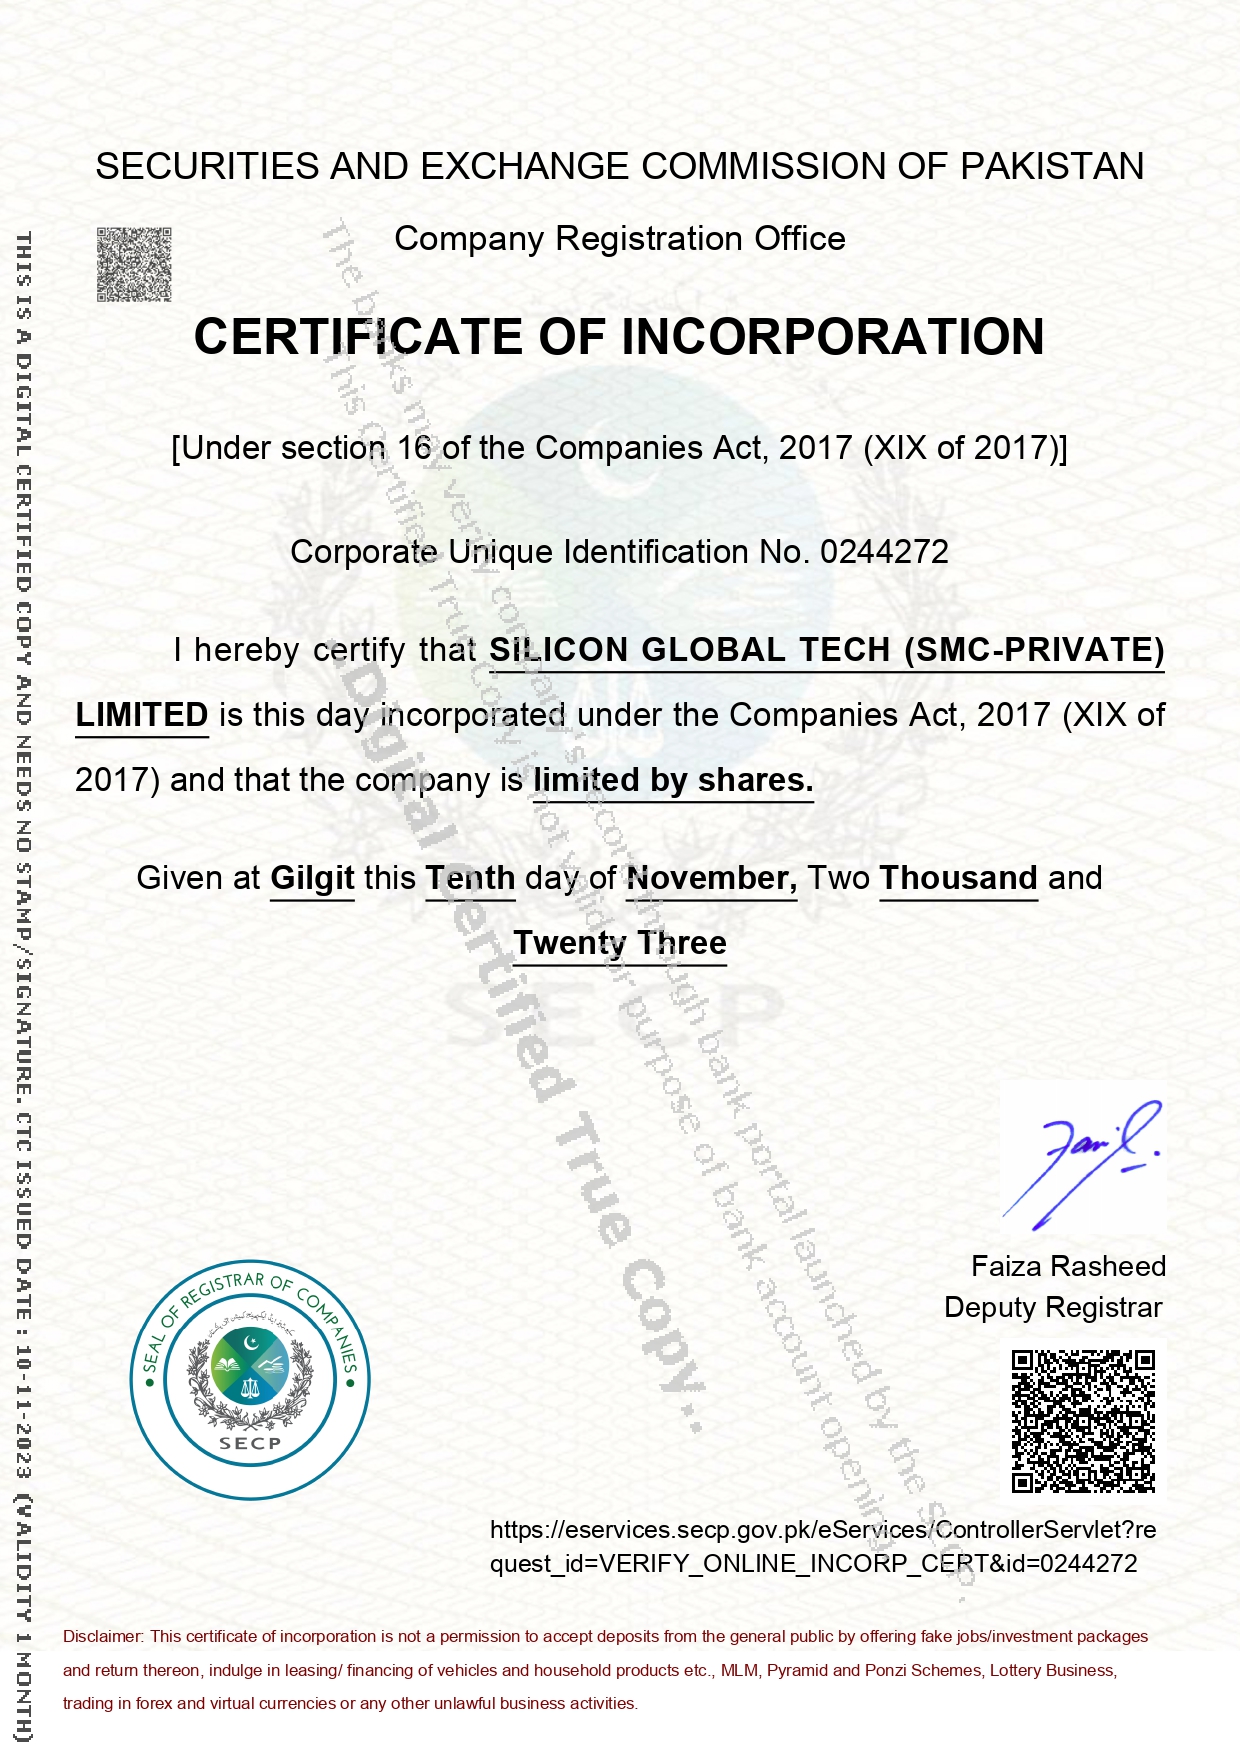 SECURITIES AND EXCHANGE COMMISSION OF PAKISTAN
Company Registration Office
CERTIFICATE OF INCORPORATION
[Under section 16 of the Companies Act, 2017 (XIX of 2017)]
Corporate Unique Identification No. 0244272
I hereby certify that SILICON GLOBAL TECH (SMC-PRIVATE)
LIMITED is this day incorporated under the Companies Act, 2017 (XIX of
2017) and that the company is limited by shares.
Given at Gilgit this Tenth day of November, Two Thousand and
Twenty Three
Faiza Rasheed
Deputy Registrar
SEAL OF REGISTRAR OF COMPANIES
SECP
https://eservices.secp.gov.pk/eServices/ControllerServlet?re
quest_id=VERIFY_ONLINE_INCORP_CERT&id=0244272
Disclaimer: This certificate of incorporation is not a permission to accept deposits from the general public by offering fake jobs/investment packages
and return thereon, indulge in leasing/ financing of vehicles and household products etc., MLM, Pyramid and Ponzi Schemes, Lottery Business,
trading in forex and virtual currencies or any other unlawful business activities.
THIS IS A DIGITAL CERTIFIED COPY AND NEEDS NO STAMP/SIGNATURE. CTC ISSUED DATE : 10-11-2023 (VALIDITY 1 MONTH)
The banks may verify company's record through bank portal launched by the secp.
This Certified True Copy is not valid for purpose of bank account opening
..Digital Certified True Copy..
SECP